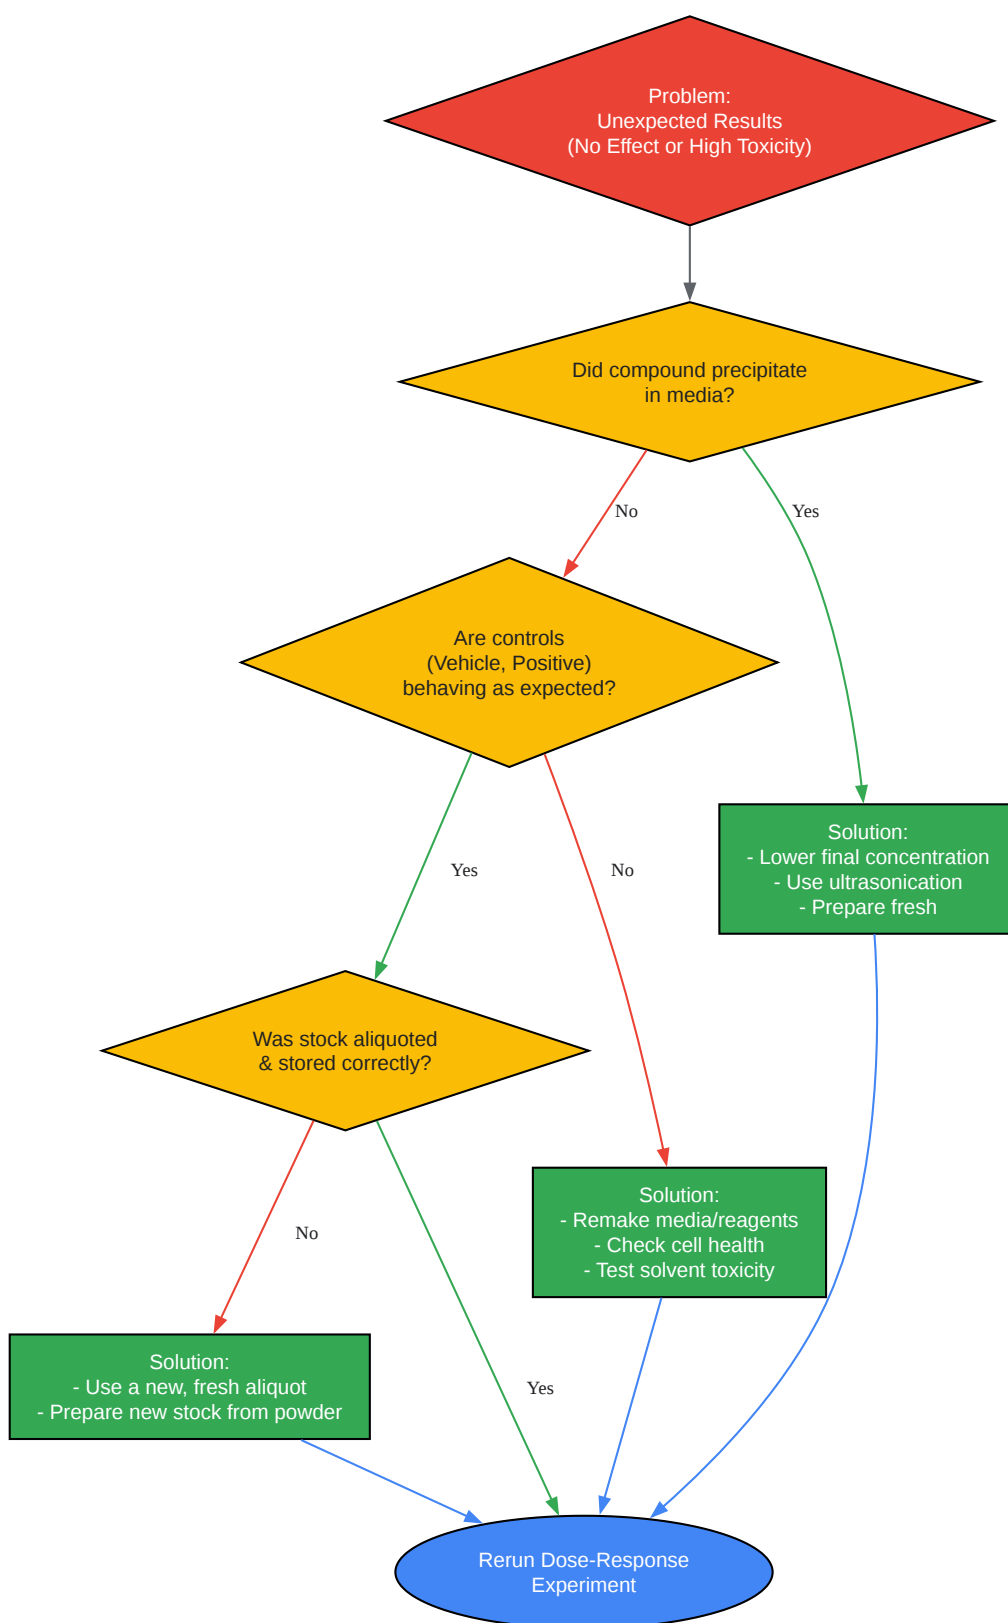 Problem:
Unexpected Results
(No Effect or High Toxicity)
Did compound precipitate
in media?
No
Yes
Are controls
(Vehicle, Positive)
behaving as expected?
Solution:
- Lower final concentration
- Use ultrasonication
- Prepare fresh
Yes
No
Was stock aliquoted
& stored correctly?
Solution:
- Remake media/reagents
- Check cell health
- Test solvent toxicity
No
Yes
Solution:
- Use a new, fresh aliquot
- Prepare new stock from powder
Rerun Dose-Response
Experiment